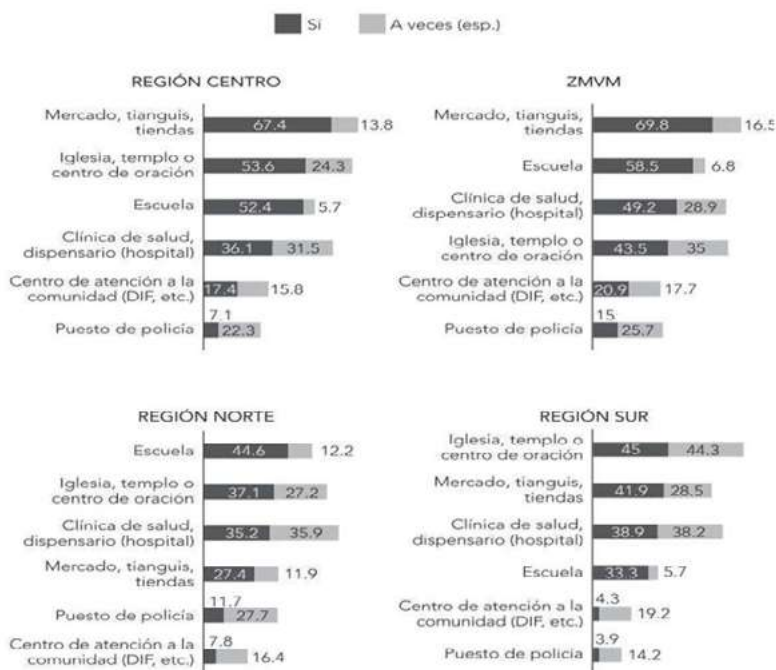 Sí A veces (esp.)
REGIÓN CENTRO
Mercado, tianguis,
tiendas
67.4 13.8
Iglesia, templo o
centro de oración
53.6 24.3
Escuela
52.4 5.7
Clínica de salud,
dispensario (hospital)
36.1 31.5
Centro de atención a la
comunidad (DIF, etc.)
17.4 15.8
Puesto de policía
7.1
22.3
ZMVM
Mercado, tianguis,
tiendas
69.8 16.5
Escuela
58.5 6.8
Clínica de salud,
dispensario (hospital)
49.2 28.9
Iglesia, templo o
centro de oración
43.5 35
Centro de atención a la
comunidad (DIF, etc.)
20.9 17.7
Puesto de policía
15
25.7
REGIÓN NORTE
Escuela
44.6 12.2
Iglesia, templo o
centro de oración
37.1 27.2
Clínica de salud,
dispensario (hospital)
35.2 35.9
Mercado, tianguis,
tiendas
27.4 11.9
Puesto de policía
11.7
27.7
Centro de atención a la
comunidad (DIF, etc.)
7.8
16.4
REGIÓN SUR
Iglesia, templo o
centro de oración
45 44.3
Mercado, tianguis,
tiendas
41.9 28.5
Clínica de salud,
dispensario (hospital)
38.9 38.2
Escuela
33.3 5.7
Centro de atención a la
comunidad (DIF, etc.)
4.3
19.2
Puesto de policía
3.9
14.2